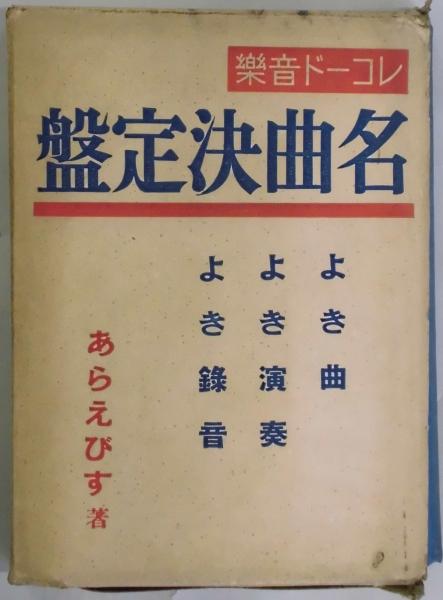 レコード音樂
名曲決定盤
よき曲
よき演奏
よき錄音
あらえびす著